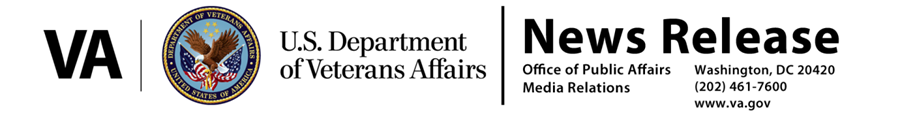 VA
DEPARTMENT OF VETERANS AFFAIRS
UNITED STATES OF AMERICA
U.S. Department
of Veterans Affairs
News Release
Office of Public Affairs
Media Relations
Washington, DC 20420
(202) 461-7600
www.va.gov